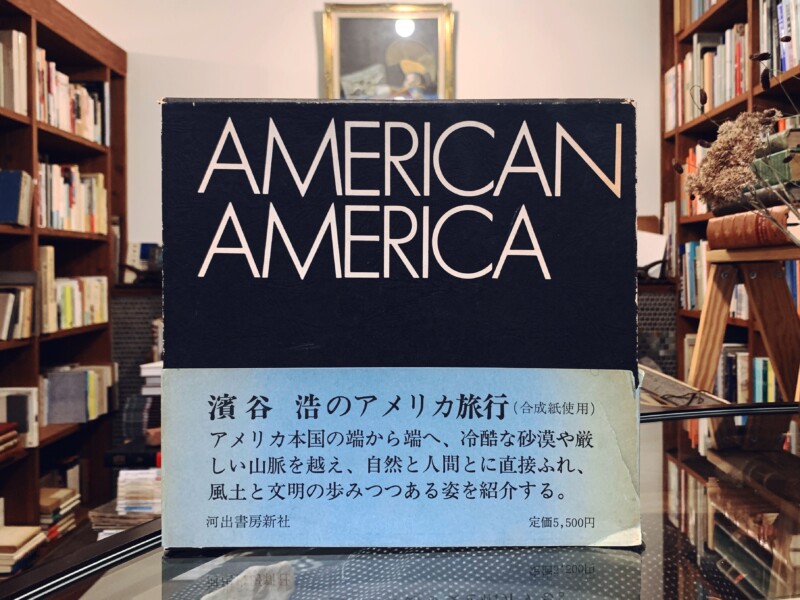 AMERICAN
AMERICA
濱谷 浩のアメリカ旅行(合成紙使用)
アメリカ本国の端から端へ、冷酷な砂漠や厳
しい山脈を越え、自然と人間とに直接ふれ、
風土と文明の歩みつつある姿を紹介する。
河出書房新社 定価5,500円